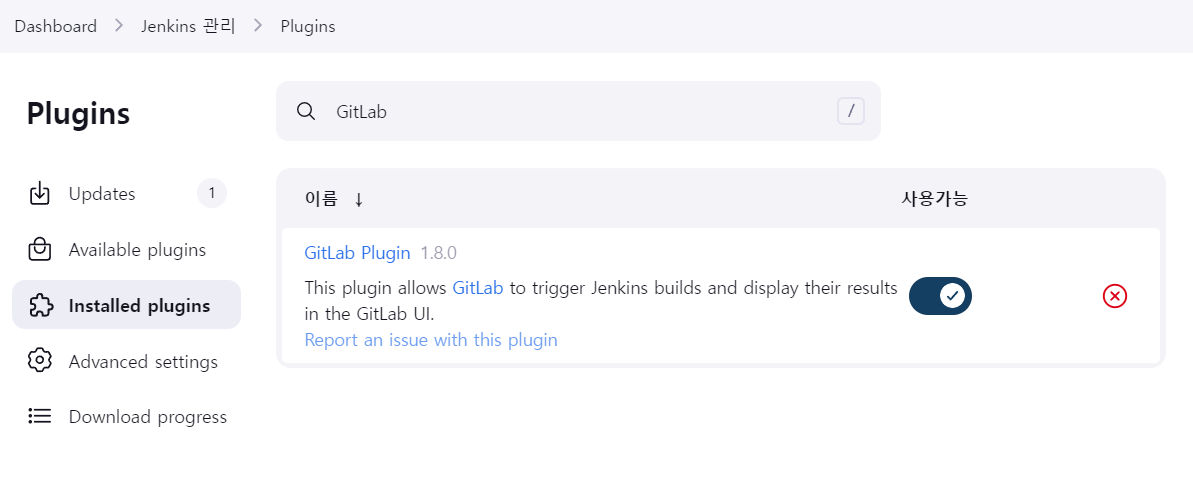 Dashboard > Jenkins 관리 > Plugins
Plugins
GitLab
/
Updates 1
Available plugins
Installed plugins
Advanced settings
Download progress
이름 ↓ 사용가능
GitLab Plugin 1.8.0
This plugin allows GitLab to trigger Jenkins builds and display their results
in the GitLab UI.
Report an issue with this plugin